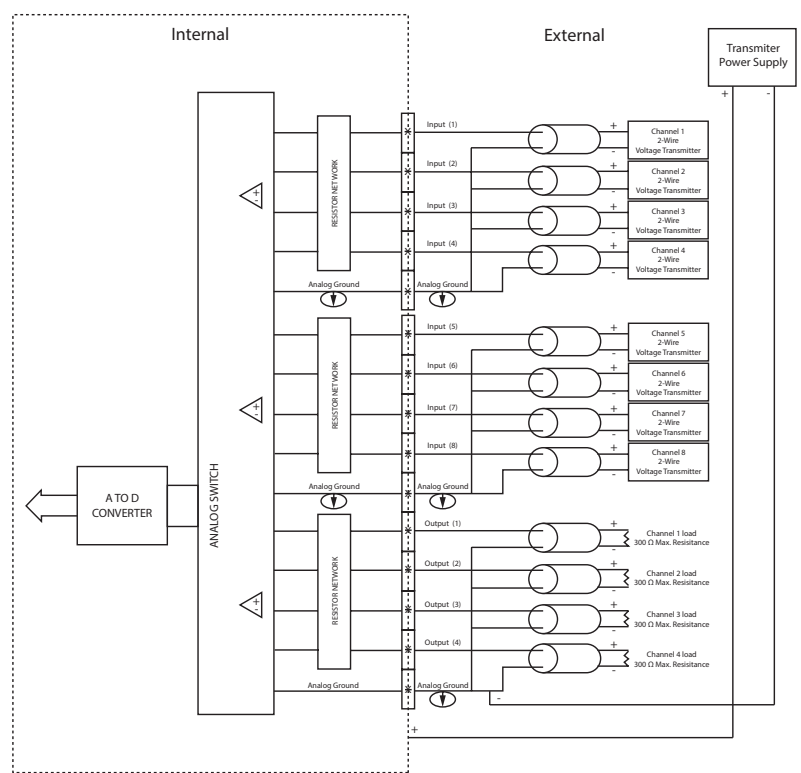 Internal
External
Transmiter
Power Supply
+ -
Input (1)
+
-
Channel 1
2-Wire
Voltage Transmitter
Input (2)
+
-
Channel 2
2-Wire
Voltage Transmitter
Input (3)
+
-
Channel 3
2-Wire
Voltage Transmitter
Input (4)
+
-
Channel 4
2-Wire
Voltage Transmitter
RESISTOR NETWORK
+
-
Analog Ground
Analog Ground
Input (5)
+
-
Channel 5
2-Wire
Voltage Transmitter
Input (6)
+
-
Channel 6
2-Wire
Voltage Transmitter
Input (7)
+
-
Channel 7
2-Wire
Voltage Transmitter
Input (8)
+
-
Channel 8
2-Wire
Voltage Transmitter
RESISTOR NETWORK
+
-
Analog Ground
Analog Ground
A TO D
CONVERTER
ANALOG SWITCH
Output (1)
+
-
Channel 1 load
300 Ω Max. Resisitance
Output (2)
+
-
Channel 2 load
300 Ω Max. Resisitance
Output (3)
+
-
Channel 3 load
300 Ω Max. Resisitance
Output (4)
+
-
Channel 4 load
300 Ω Max. Resisitance
RESISTOR NETWORK
+
-
Analog Ground
Analog Ground
-
+